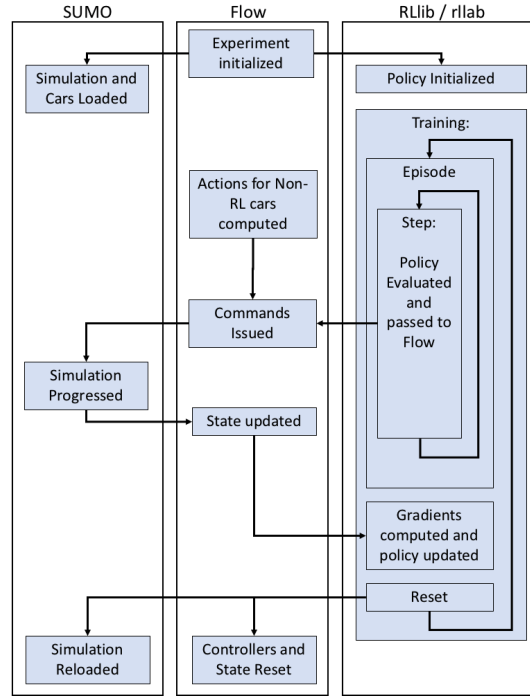 SUMO
Flow
RLlib / rllab
Experiment
initialized
Simulation and
Cars Loaded
Policy Initialized
Training:
Episode
Actions for Non-
RL cars
computed
Step:
Policy
Evaluated
and
passed to
Flow
Commands
Issued
Simulation
Progressed
State updated
Gradients
computed and
policy updated
Reset
Simulation
Reloaded
Controllers and
State Reset